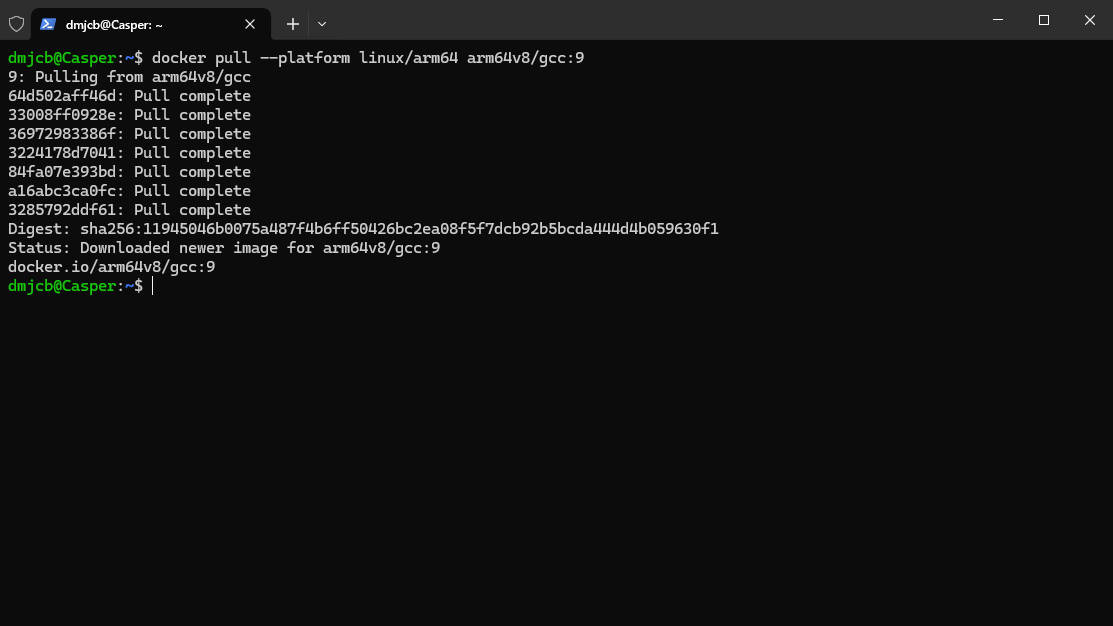 dmjcb@Casper: ~
dmjcb@Casper:~$ docker pull --platform linux/arm64 arm64v8/gcc:9
9: Pulling from arm64v8/gcc
64d502aff46d: Pull complete
33008ff0928e: Pull complete
36972983386f: Pull complete
3224178d7041: Pull complete
84fa07e393bd: Pull complete
a16abc3ca0fc: Pull complete
3285792ddf61: Pull complete
Digest: sha256:11945046b0075a487f4b6ff50426bc2ea08f5f7dcb92b5bcda444d4b059630f1
Status: Downloaded newer image for arm64v8/gcc:9
docker.io/arm64v8/gcc:9
dmjcb@Casper:~$